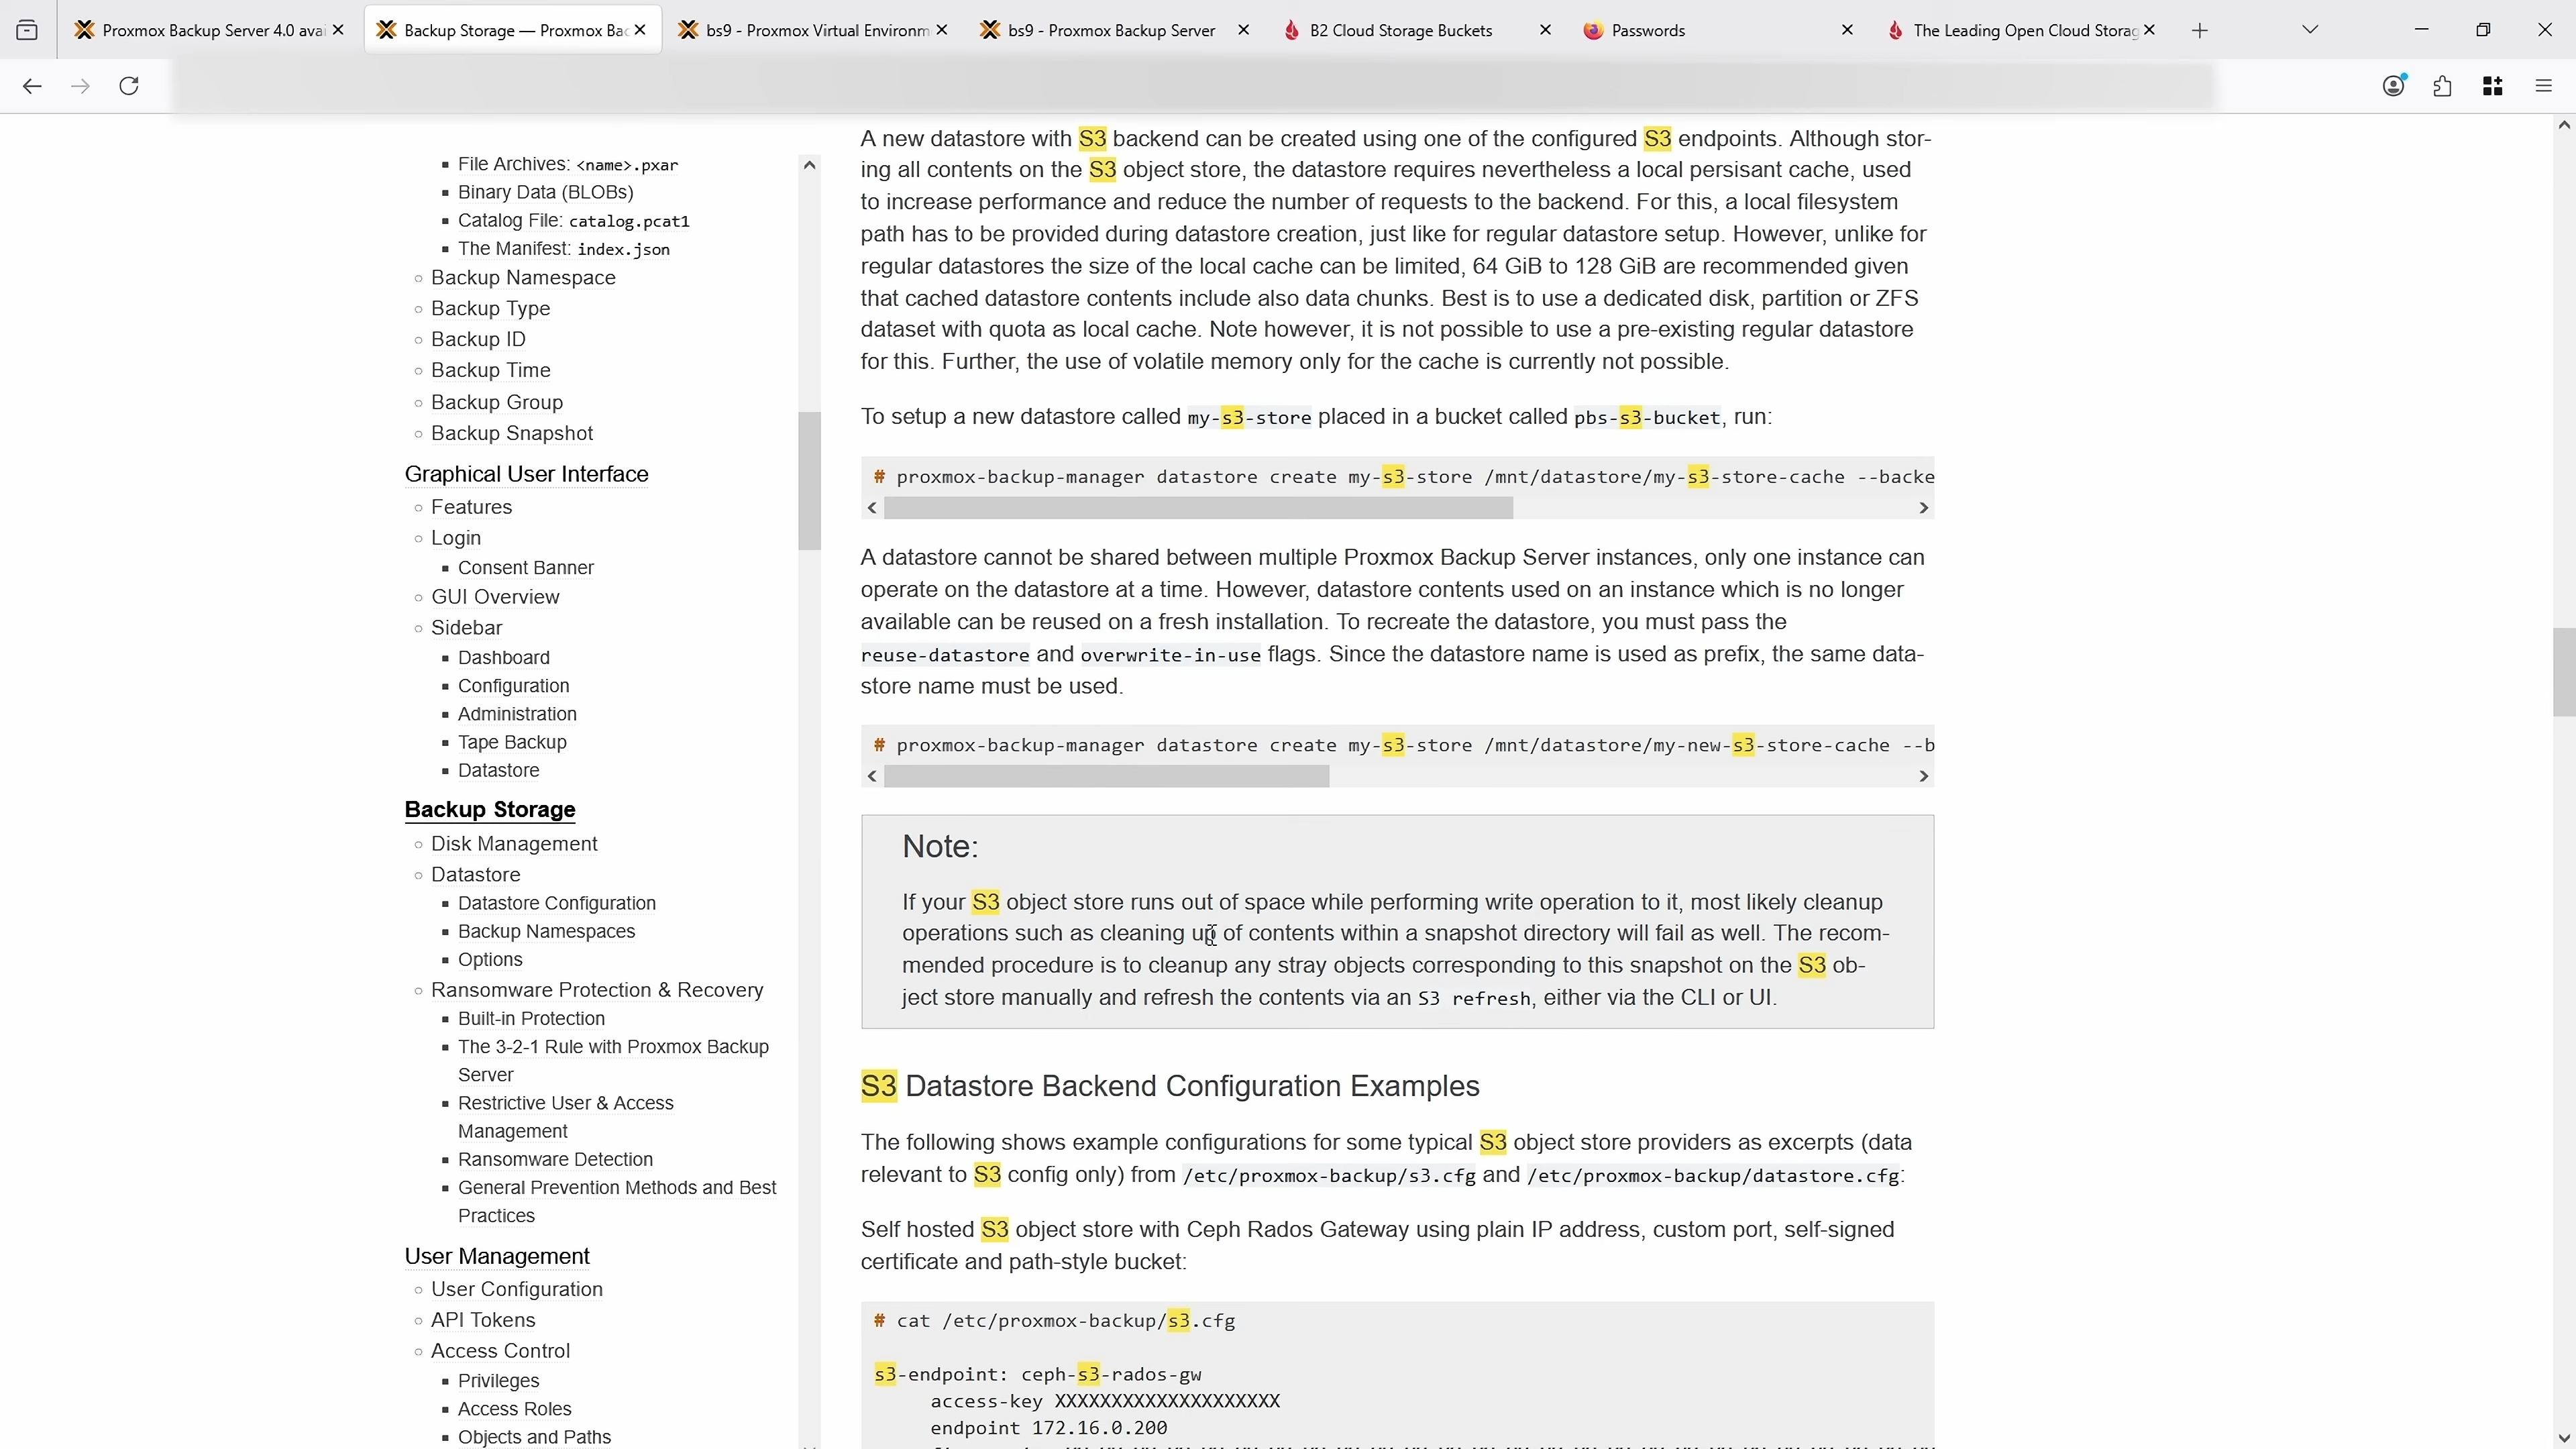 Proxmox Backup Server 4.0 avai
Backup Storage — Proxmox Bac
bs9 - Proxmox Virtual Environm
bs9 - Proxmox Backup Server
B2 Cloud Storage Buckets
Passwords
The Leading Open Cloud Storag
File Archives: <name>.pxar
Binary Data (BLOBs)
Catalog File: catalog.pcat1
The Manifest: index.json
Backup Namespace
Backup Type
Backup ID
Backup Time
Backup Group
Backup Snapshot
Graphical User Interface
Features
Login
Consent Banner
GUI Overview
Sidebar
Dashboard
Configuration
Administration
Tape Backup
Datastore
Backup Storage
Disk Management
Datastore
Datastore Configuration
Backup Namespaces
Options
Ransomware Protection & Recovery
Built-in Protection
The 3-2-1 Rule with Proxmox Backup
Server
Restrictive User & Access
Management
Ransomware Detection
General Prevention Methods and Best
Practices
User Management
User Configuration
API Tokens
Access Control
Privileges
Access Roles
Objects and Paths
A new datastore with S3 backend can be created using one of the configured S3 endpoints. Although stor-
ing all contents on the S3 object store, the datastore requires nevertheless a local persisant cache, used
to increase performance and reduce the number of requests to the backend. For this, a local filesystem
path has to be provided during datastore creation, just like for regular datastore setup. However, unlike for
regular datastores the size of the local cache can be limited, 64 GiB to 128 GiB are recommended given
that cached datastore contents include also data chunks. Best is to use a dedicated disk, partition or ZFS
dataset with quota as local cache. Note however, it is not possible to use a pre-existing regular datastore
for this. Further, the use of volatile memory only for the cache is currently not possible.
To setup a new datastore called my-s3-store placed in a bucket called pbs-s3-bucket, run:
# proxmox-backup-manager datastore create my-s3-store /mnt/datastore/my-s3-store-cache --backe
A datastore cannot be shared between multiple Proxmox Backup Server instances, only one instance can
operate on the datastore at a time. However, datastore contents used on an instance which is no longer
available can be reused on a fresh installation. To recreate the datastore, you must pass the
reuse-datastore and overwrite-in-use flags. Since the datastore name is used as prefix, the same data-
store name must be used.
# proxmox-backup-manager datastore create my-s3-store /mnt/datastore/my-new-s3-store-cache --b
Note:
If your S3 object store runs out of space while performing write operation to it, most likely cleanup
operations such as cleaning up of contents within a snapshot directory will fail as well. The recom-
mended procedure is to cleanup any stray objects corresponding to this snapshot on the S3 ob-
ject store manually and refresh the contents via an S3 refresh, either via the CLI or UI.
S3 Datastore Backend Configuration Examples
The following shows example configurations for some typical S3 object store providers as excerpts (data
relevant to S3 config only) from /etc/proxmox-backup/s3.cfg and /etc/proxmox-backup/datastore.cfg:
Self hosted S3 object store with Ceph Rados Gateway using plain IP address, custom port, self-signed
certificate and path-style bucket:
# cat /etc/proxmox-backup/s3.cfg
s3-endpoint: ceph-s3-rados-gw
access-key XXXXXXXXXXXXXXXXXXXX
endpoint 172.16.0.200